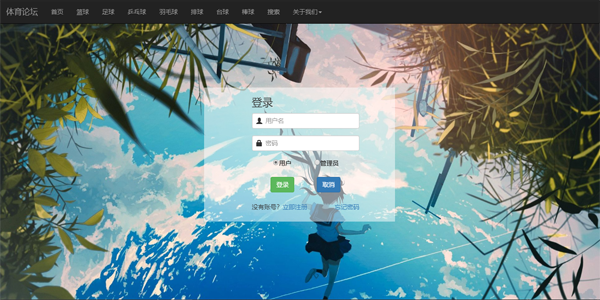 体育论坛 首页 篮球 足球 乒乓球 羽毛球 排球 台球 棒球 搜索 关于我们
登录
用户名
密码
用户 管理员
登录 取消
没有账号？立即注册 忘记密码